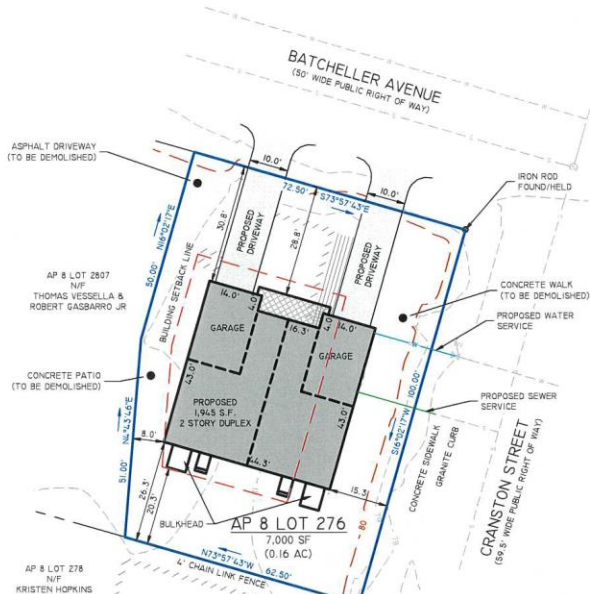 BATCHELLER AVENUE
(50' WIDE PUBLIC RIGHT OF WAY)
ASPHALT DRIVEWAY
(TO BE DEMOLISHED)
10.0'
72.50'
S73°57'43"E
10.0'
IRON ROD
FOUND/HELD
30.8'
PROPOSED
DRIVEWAY
28.8'
PROPOSED
DRIVEWAY
N16°02'17"E
50.00'
BUILDING SETBACK LINE
AP 8 LOT 2807
N/F
THOMAS VESSELLA &
ROBERT GASBARRO JR
14.0'
4.0'
16.3'
4.0'
14.0'
GARAGE
GARAGE
CONCRETE WALK
(TO BE DEMOLISHED)
PROPOSED WATER
SERVICE
CONCRETE PATIO
(TO BE DEMOLISHED)
43.0'
PROPOSED
1,945 S.F.
2 STORY DUPLEX
43.0'
S16°02'17"W
100.00'
PROPOSED SEWER
SERVICE
CONCRETE SIDEWALK
GRANITE CURB
CRANSTON STREET
(59.5' WIDE PUBLIC RIGHT OF WAY)
N4°43'46"E
51.00'
8.0'
44.3'
15.3'
26.3'
20.3'
BULKHEAD
AP 8 LOT 276
7,000 SF
(0.16 AC)
80
N73°57'43"W
62.50'
4' CHAIN LINK FENCE
AP 8 LOT 278
N/F
KRISTEN HOPKINS